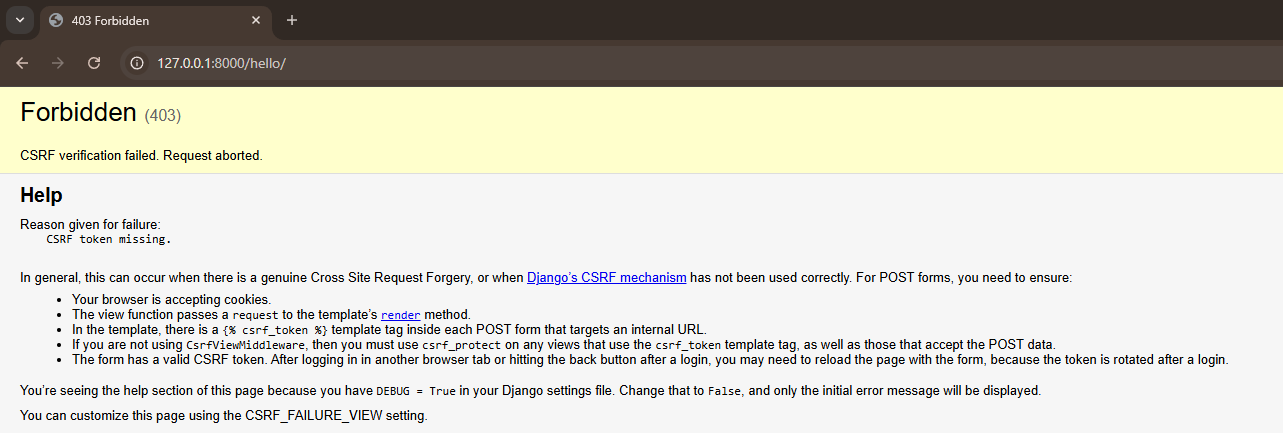 403 Forbidden
127.0.0.1:8000/hello/
Forbidden (403)
CSRF verification failed. Request aborted.
Help
Reason given for failure:
CSRF token missing.
In general, this can occur when there is a genuine Cross Site Request Forgery, or when Django’s CSRF mechanism has not been used correctly. For POST forms, you need to ensure:
• Your browser is accepting cookies.
• The view function passes a request to the template’s render method.
• In the template, there is a {% csrf_token %} template tag inside each POST form that targets an internal URL.
• If you are not using CsrfViewMiddleware, then you must use csrf_protect on any views that use the csrf_token template tag, as well as those that accept the POST data.
• The form has a valid CSRF token. After logging in in another browser tab or hitting the back button after a login, you may need to reload the page with the form, because the token is rotated after a login.
You’re seeing the help section of this page because you have DEBUG = True in your Django settings file. Change that to False, and only the initial error message will be displayed.
You can customize this page using the CSRF_FAILURE_VIEW setting.